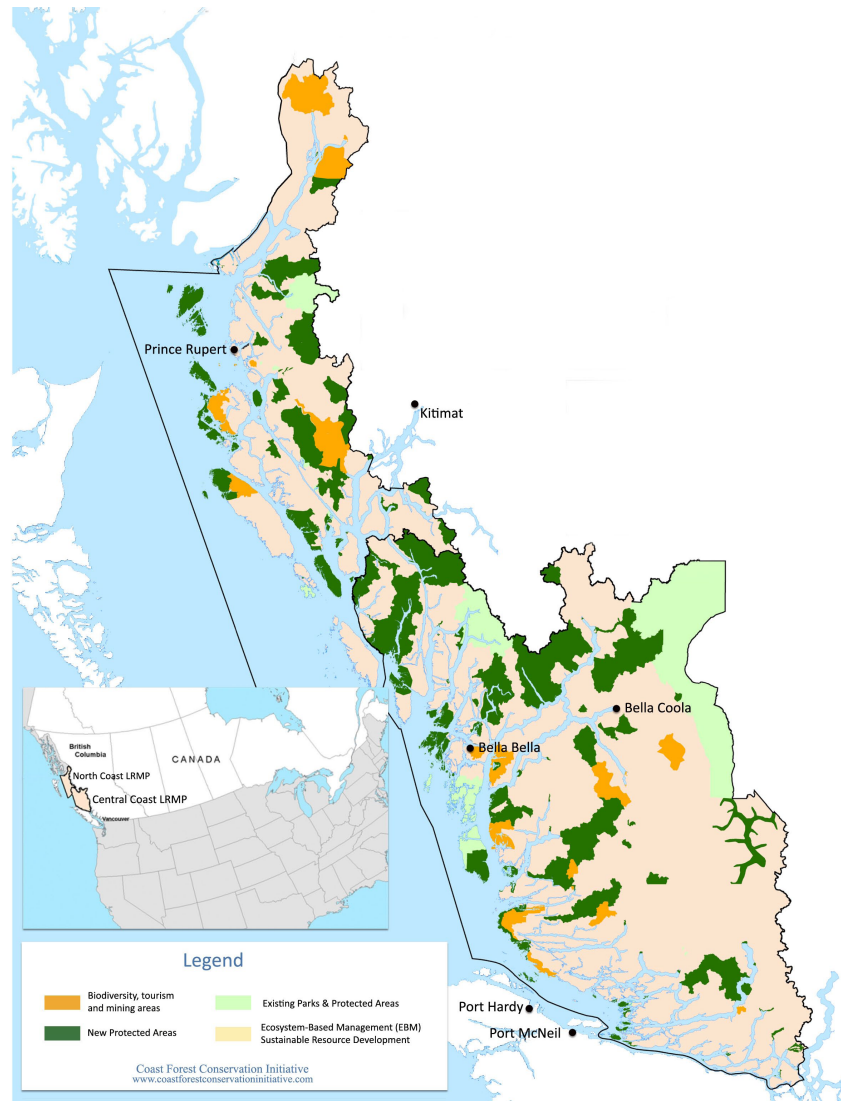 Prince Rupert
Kitimat
Bella Coola
Bella Bella
British
Columbia
CANADA
North Coast LRMP
Central Coast LRMP
Vancouver
Legend
Biodiversity, tourism
and mining areas
Existing Parks & Protected Areas
New Protected Areas
Ecosystem-Based Management (EBM)
Sustainable Resource Development
Port Hardy
Port McNeil
Coast Forest Conservation Initiative
www.coastforestconservationinitiative.com